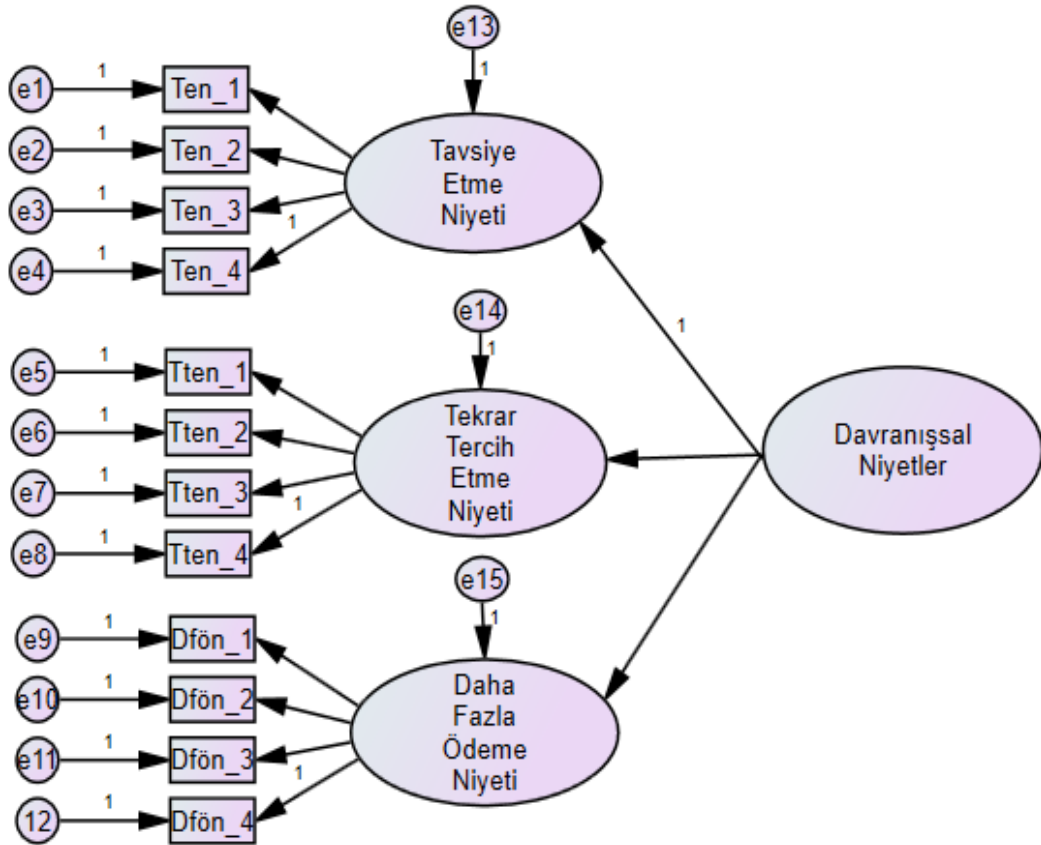 e13
1
e1
1
Ten_1
e2
1
Ten_2
e3
1
Ten_3
e4
1
Ten_4
1
Tavsiye
Etme
Niyeti
1
e14
1
e5
1
Tten_1
e6
1
Tten_2
e7
1
Tten_3
e8
1
Tten_4
1
Tekrar
Tercih
Etme
Niyeti
Davranışsal
Niyetler
e15
1
e9
1
Dfön_1
e10
1
Dfön_2
e11
1
Dfön_3
12
1
Dfön_4
1
Daha
Fazla
Ödeme
Niyeti